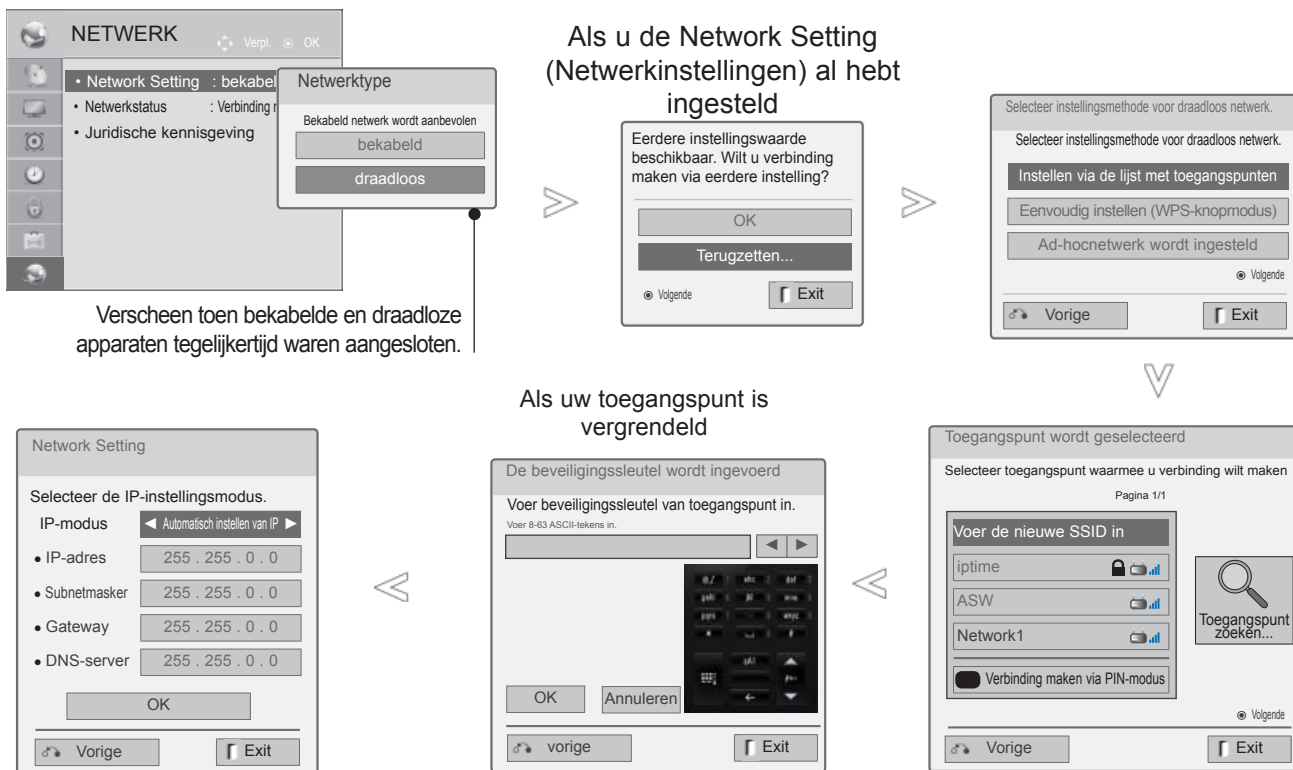 NETWERK
Verpl. OK
• Network Setting : bekabel
• Netwerkstatus : Verbinding
• Juridische kennisgeving
Netwerktype
Bekabeld netwerk wordt aanbevolen
bekabeld
draadloos
Verscheen toen bekabelde en draadloze
apparaten tegelijkertijd waren aangesloten.
Als u de Network Setting
(Netwerkinstellingen) al hebt
ingesteld
Eerdere instellingswaarde
beschikbaar. Wilt u verbinding
maken via eerdere instelling?
OK
Terugzetten...
Volgende
Exit
Selecteer instellingsmethode voor draadloos netwerk.
Selecteer instellingsmethode voor draadloos netwerk.
Instellen via de lijst met toegangspunten
Eenvoudig instellen (WPS-knopmodus)
Ad-hocnetwerk wordt ingesteld
Volgende
Vorige
Exit
Toegangspunt wordt geselecteerd
Selecteer toegangspunt waarmee u verbinding wilt maken
Pagina 1/1
Voer de nieuwe SSID in
iptime
ASW
Network1
Verbinding maken via PIN-modus
Toegangspunt
zoeken...
Volgende
Vorige
Exit
Als uw toegangspunt is
vergrendeld
De beveiligingssleutel wordt ingevoerd
Voer beveiligingssleutel van toegangspunt in.
Voer 8-63 ASCII-tekens in.
OK
Annuleren
vorige
Exit
Network Setting
Selecteer de IP-instellingsmodus.
IP-modus ◀ Automatisch instellen van IP ▶
• IP-adres 255 . 255 . 0 . 0
• Subnetmasker 255 . 255 . 0 . 0
• Gateway 255 . 255 . 0 . 0
• DNS-server 255 . 255 . 0 . 0
OK
Vorige
Exit